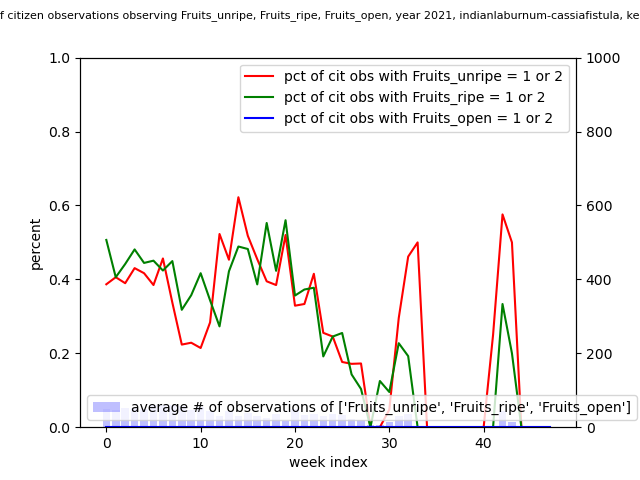 f citizen observations observing Fruits_unripe, Fruits_ripe, Fruits_open, year 2021, indianlaburnum-cassiafistula, ke
1.0
0.8
0.6
0.4
0.2
0.0
percent
pct of cit obs with Fruits_unripe = 1 or 2
pct of cit obs with Fruits_ripe = 1 or 2
pct of cit obs with Fruits_open = 1 or 2
1000
800
600
400
200
0
average # of observations of ['Fruits_unripe', 'Fruits_ripe', 'Fruits_open']
0 10 20 30 40
week index